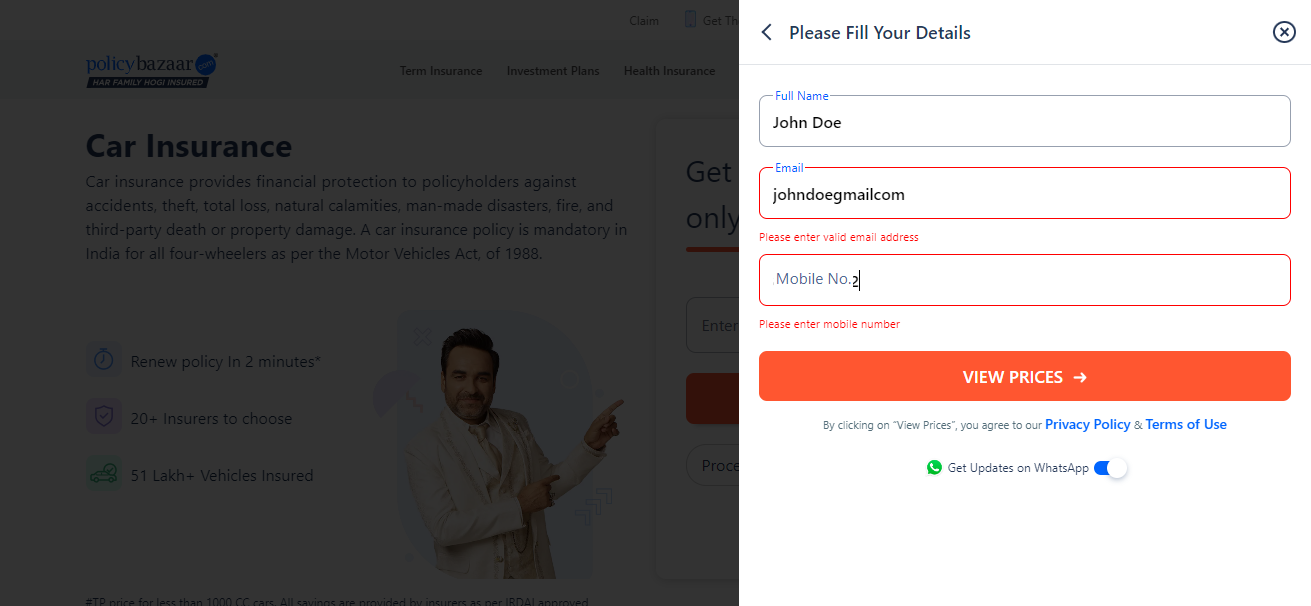 Claim
Get Th
policybazaar.com
HAR FAMILY HOGI INSURED
Term Insurance
Investment Plans
Health Insurance
Car Insurance
Car insurance provides financial protection to policyholders against
accidents, theft, total loss, natural calamities, man-made disasters, fire, and
third-party death or property damage. A car insurance policy is mandatory in
India for all four-wheelers as per the Motor Vehicles Act, of 1988.
Renew policy In 2 minutes*
20+ Insurers to choose
51 Lakh+ Vehicles Insured
#TP price for less than 1000 CC cars. All savings are provided by insurers as per IRDAI approved
Get
only
Enter
Proce
Please Fill Your Details
Full Name
John Doe
Email
johndoegmailcom
Please enter valid email address
Mobile No.2
Please enter mobile number
VIEW PRICES →
By clicking on “View Prices”, you agree to our Privacy Policy & Terms of Use
Get Updates on WhatsApp